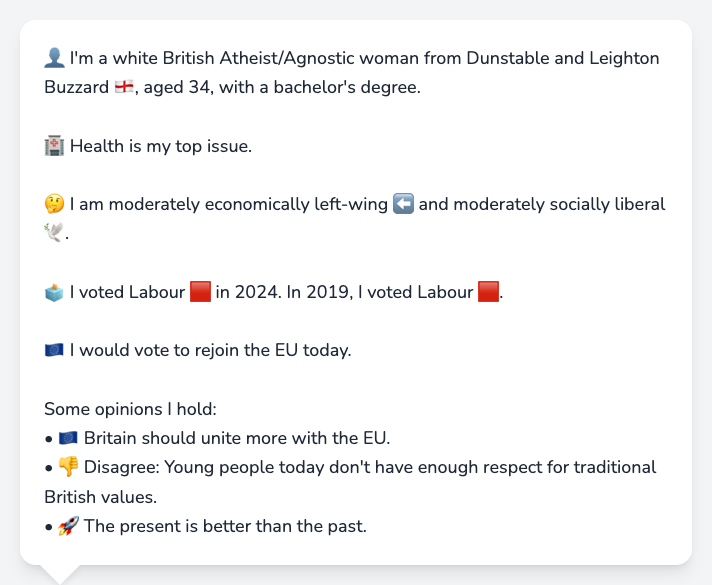 👤 I'm a white British Atheist/Agnostic woman from Dunstable and Leighton
Buzzard 🏴󠁧󠁢󠁥󠁮󠁧󠁿, aged 34, with a bachelor's degree.
🏥 Health is my top issue.
🤔 I am moderately economically left-wing ⬅️ and moderately socially liberal
🕊️.
🗳️ I voted Labour 🟥 in 2024. In 2019, I voted Labour 🟥.
🇪🇺 I would vote to rejoin the EU today.
Some opinions I hold:
• 🇪🇺 Britain should unite more with the EU.
• 👎 Disagree: Young people today don't have enough respect for traditional
British values.
• 🚀 The present is better than the past.